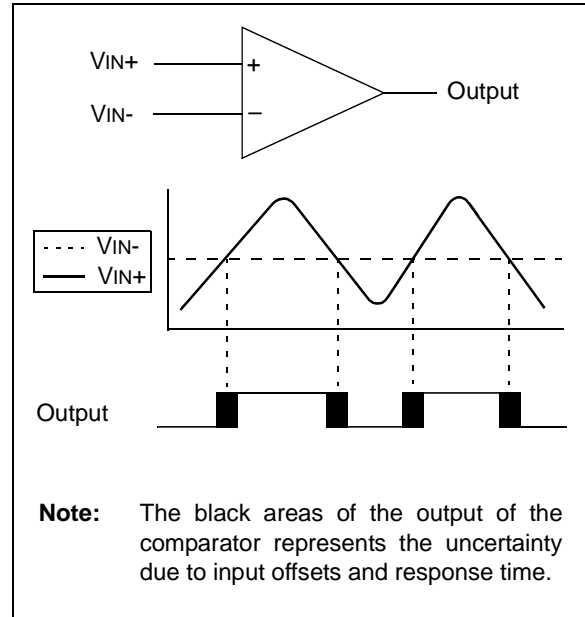 VIN+
+
Output
VIN-
–
VIN-
VIN+
Output
Note: The black areas of the output of the
comparator represents the uncertainty
due to input offsets and response time.